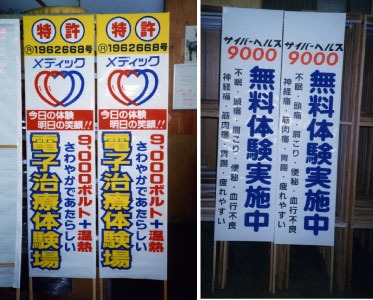 特許
Ⓡ1962668号
メディック
今日の体験
明日の笑顔!!
9,000ボルト+温熱
さわやかであたらしい
電子治療体験場
特許
Ⓡ1962668号
メディック
今日の体験
明日の笑顔!!
9,000ボルト+温熱
さわやかであたらしい
電子治療体験場
サイバーヘルス
9000
無料体験実施中
不眠・頭痛・肩こり・便秘・血行不良
神経痛・筋肉痛・胃腸・疲れやすい
サイバーヘルス
9000
無料体験実施中
不眠・頭痛・肩こり・便秘・血行不良
神経痛・筋肉痛・胃腸・疲れやすい